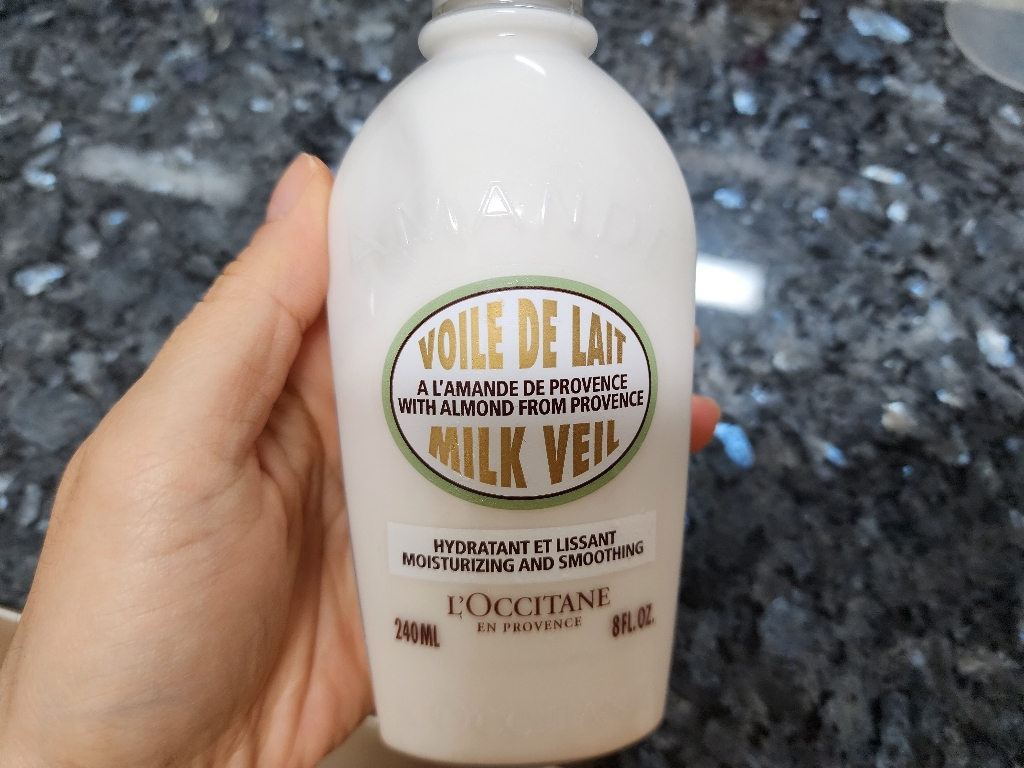 AMANDE
VOILE DE LAIT
A L'AMANDE DE PROVENCE
WITH ALMOND FROM PROVENCE
MILK VEIL
HYDRATANT ET LISSANT
MOISTURIZING AND SMOOTHING
L'OCCITANE
EN PROVENCE
240ML 8FL.OZ.